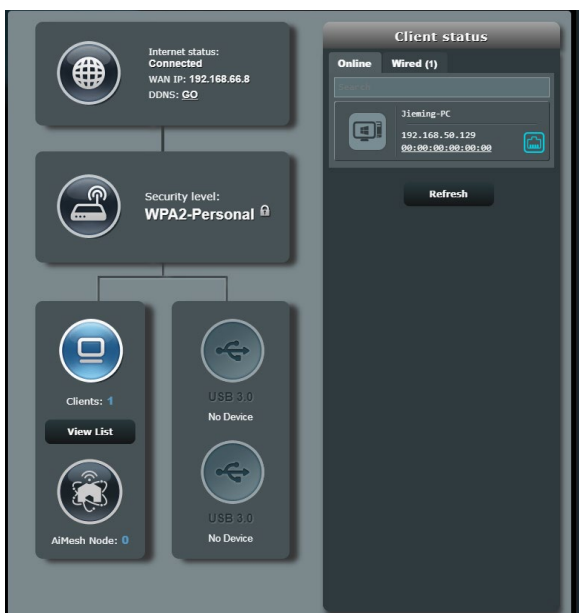 Internet status:
Connected
WAN IP: 192.168.66.8
DDNS: GO
Security level:
WPA2-Personal
Clients: 1
View List
AiMesh Node: 0
USB 3.0
No Device
USB 3.0
No Device
Client status
Online
Wired (1)
Search
Jieming-PC
192.168.50.129
00:00:00:00:00:00
Refresh